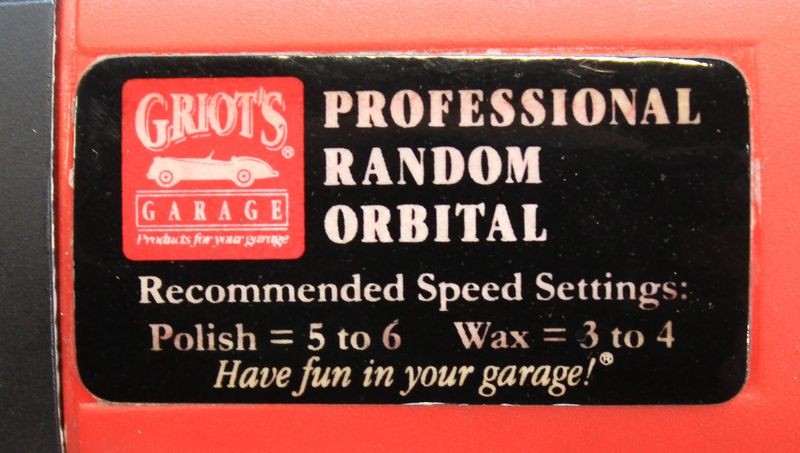 GRIOT'S ®
GARAGE
Products for your garage
PROFESSIONAL
RANDOM
ORBITAL
Recommended Speed Settings:
Polish = 5 to 6 Wax = 3 to 4
Have fun in your garage!®